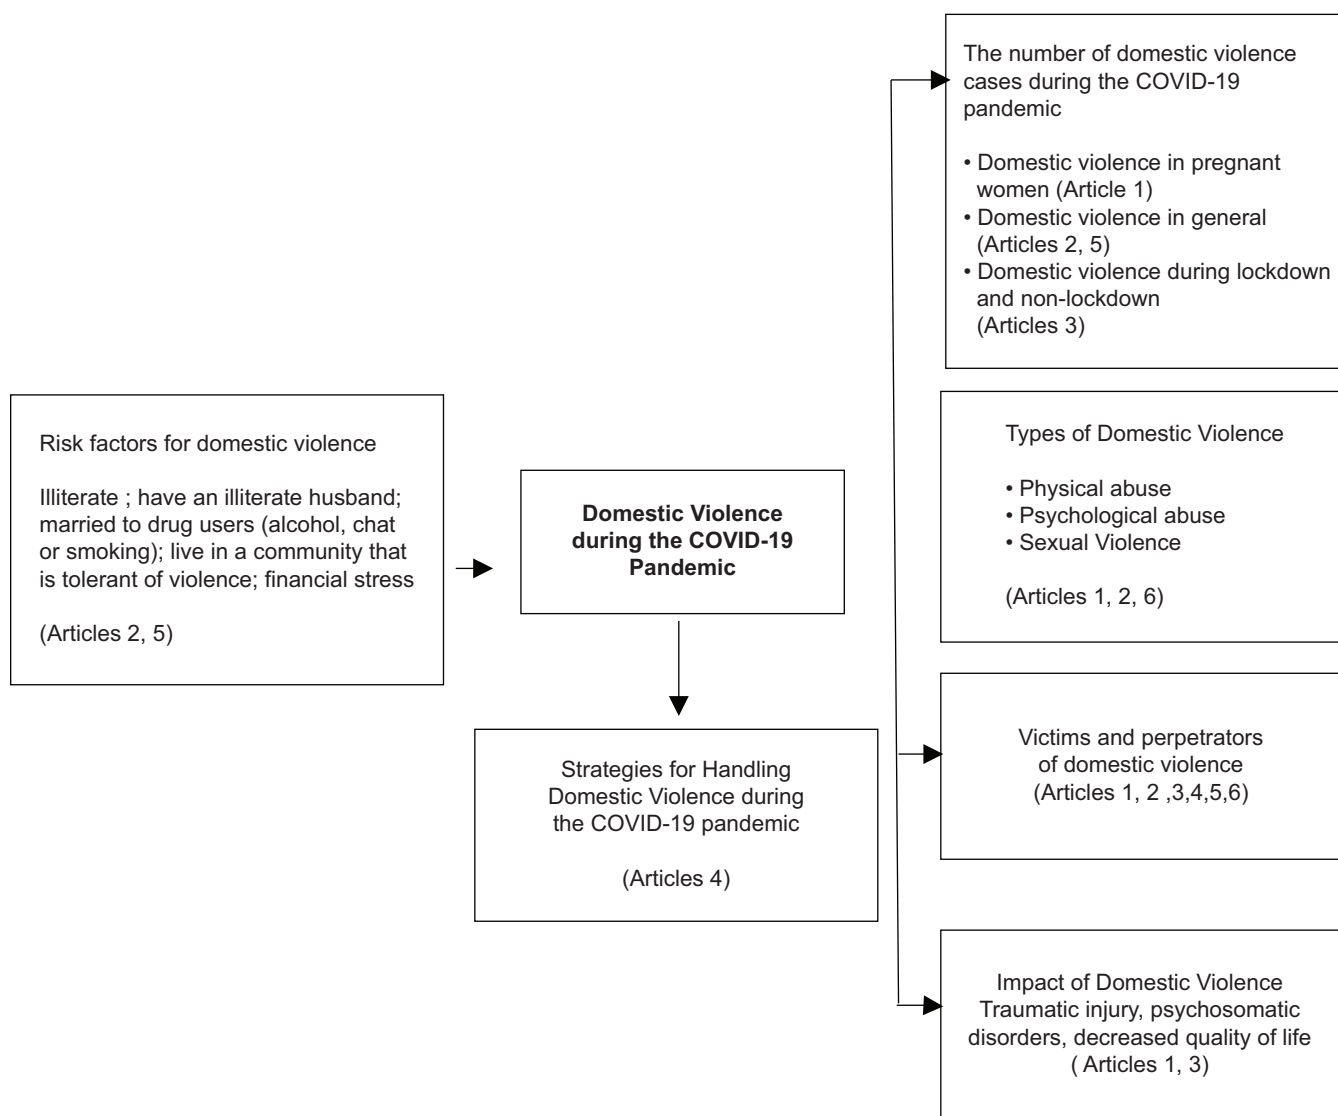 The number of domestic violence
cases during the COVID-19
pandemic
• Domestic violence in pregnant
women (Article 1)
• Domestic violence in general
(Articles 2, 5)
• Domestic violence during lockdown
and non-lockdown
(Articles 3)
Risk factors for domestic violence
Illiterate ; have an illiterate husband;
married to drug users (alcohol, chat
or smoking); live in a community that
is tolerant of violence; financial stress
(Articles 2, 5)
Domestic Violence
during the COVID-19
Pandemic
Types of Domestic Violence
• Physical abuse
• Psychological abuse
• Sexual Violence
(Articles 1, 2, 6)
Strategies for Handling
Domestic Violence during
the COVID-19 pandemic
(Articles 4)
Victims and perpetrators
of domestic violence
(Articles 1, 2 ,3,4,5,6)
Impact of Domestic Violence
Traumatic injury, psychosomatic
disorders, decreased quality of life
( Articles 1, 3)